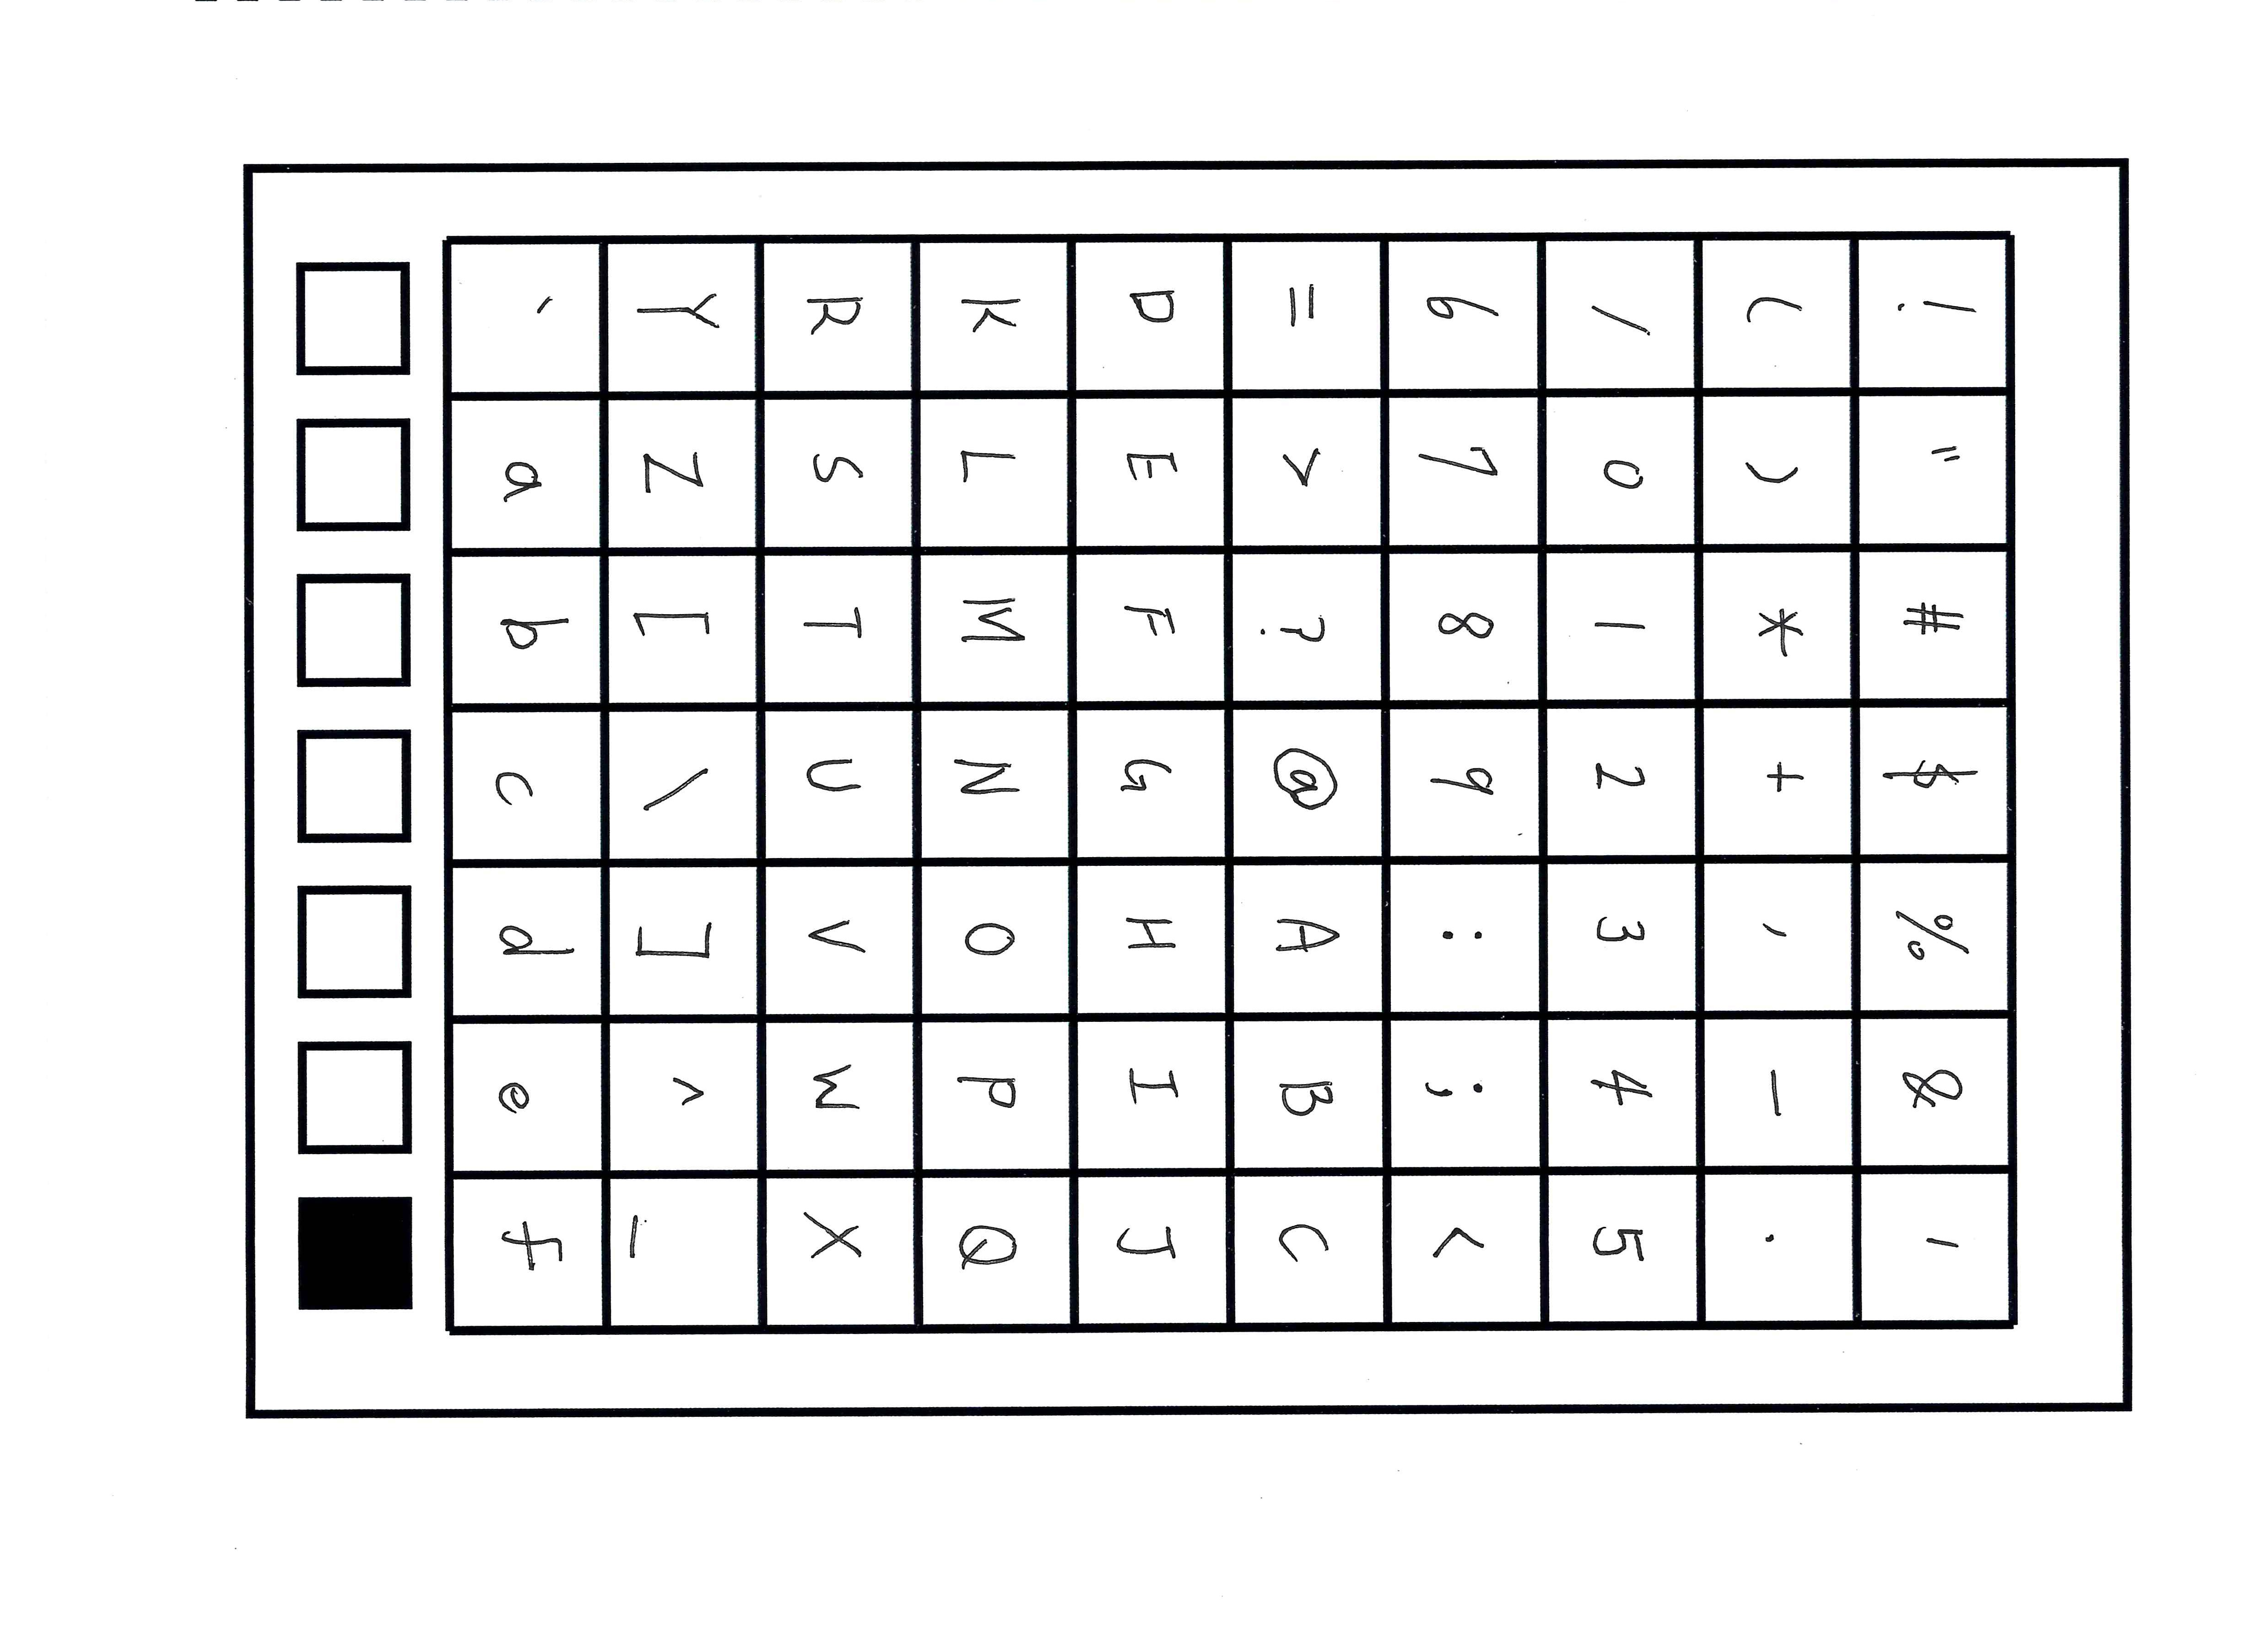 ! " # $ % & '
( ) * + , - .
/ 0 1 2 3 4 5
6 7 8 9 : ; <
= > ? @ A B C
D E F G H I J
K L M N O P Q
R S T U V W X
Y Z [ \ ] ^ _
` a b c d e f